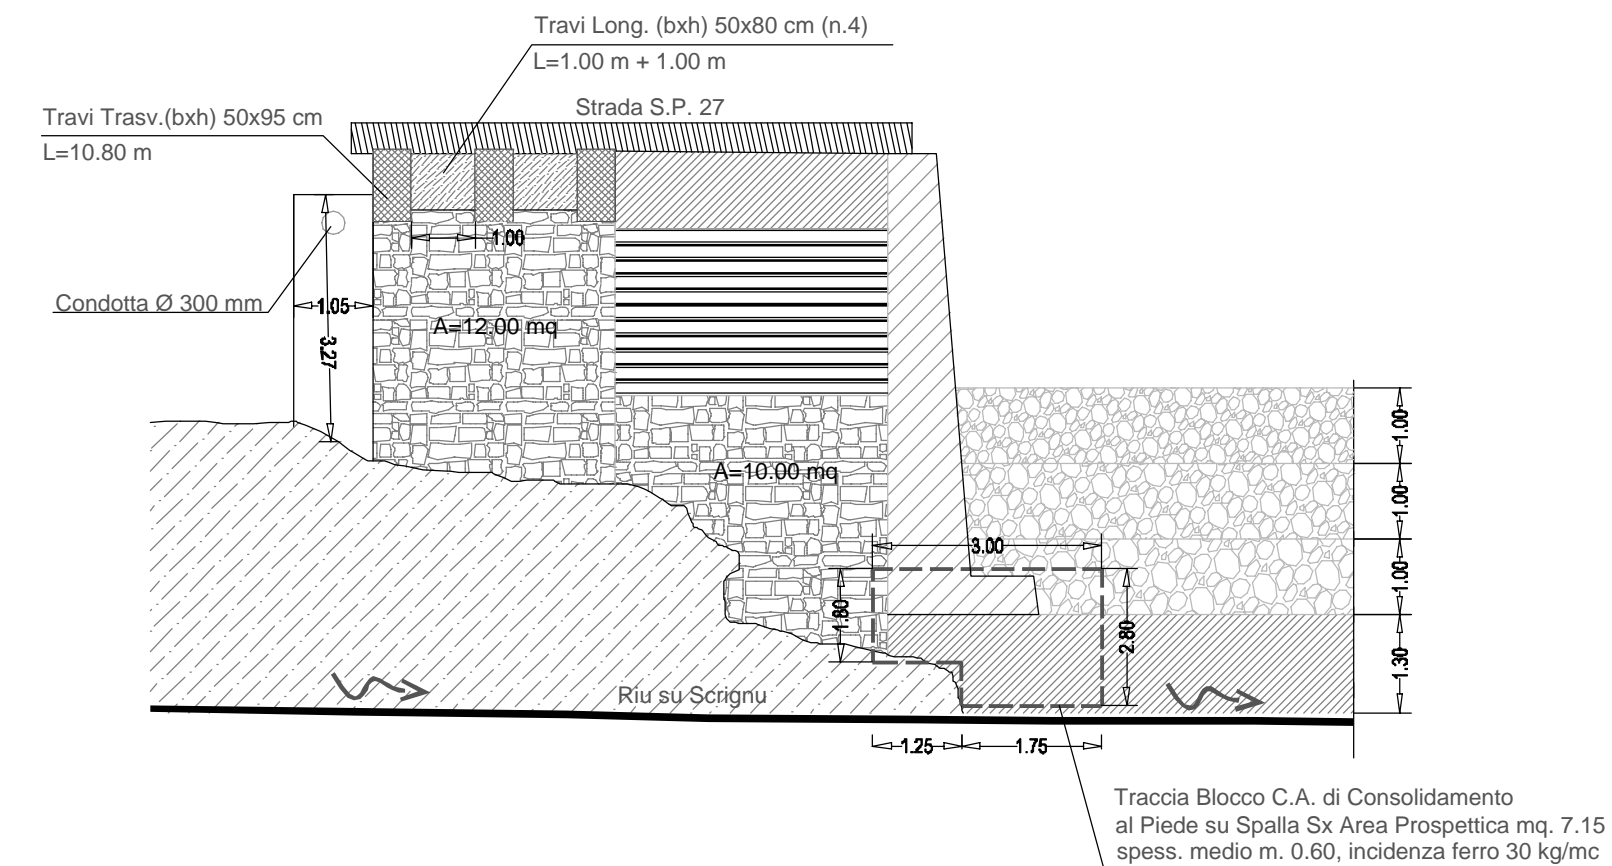 Travi Long. (bxh) 50x80 cm (n.4)
L=1.00 m + 1.00 m
Strada S.P. 27
Travi Trasv.(bxh) 50x95 cm
L=10.80 m
1.00
Condotta Ø 300 mm
1.05
3.27
A=12.00 mq
A=10.00 mq
1.00
1.00
1.00
1.30
3.00
1.80
2.80
Riu su Scrignu
1.25
1.75
Traccia Blocco C.A. di Consolidamento
al Piede su Spalla Sx Area Prospettica mq. 7.15
spess. medio m. 0.60, incidenza ferro 30 kg/mc